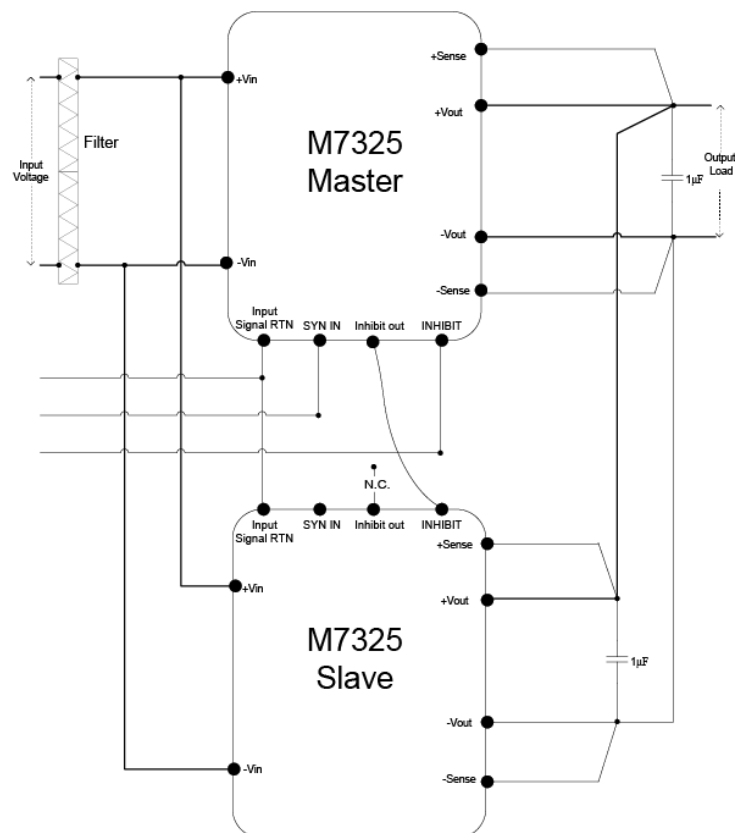 +Sense
+Vin
+Vout
Filter
M7325
Master
Input
Voltage
Output
Load
1μF
-Vout
-Vin
-Sense
Input
Signal RTN
SYN IN
Inhibit out
INHIBIT
N.C.
Input
Signal RTN
SYN IN
Inhibit out
INHIBIT
+Sense
+Vin
+Vout
M7325
Slave
1μF
-Vout
-Vin
-Sense